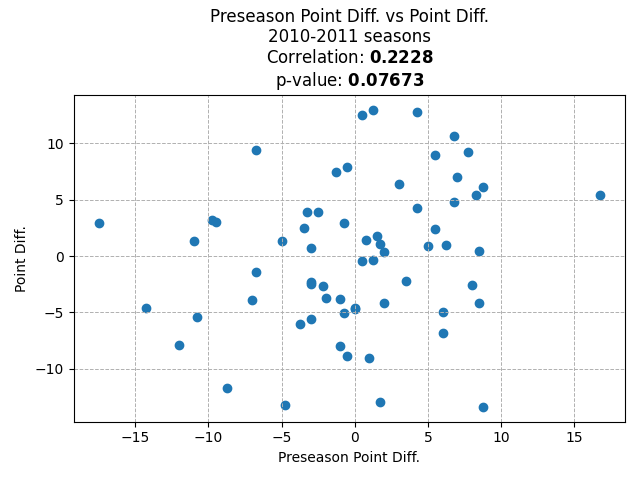 Preseason Point Diff. vs Point Diff.
2010-2011 seasons
Correlation: 0.2228
p-value: 0.07673
10
5
0
−5
−10
Point Diff.
−15
−10
−5
0
5
10
15
Preseason Point Diff.